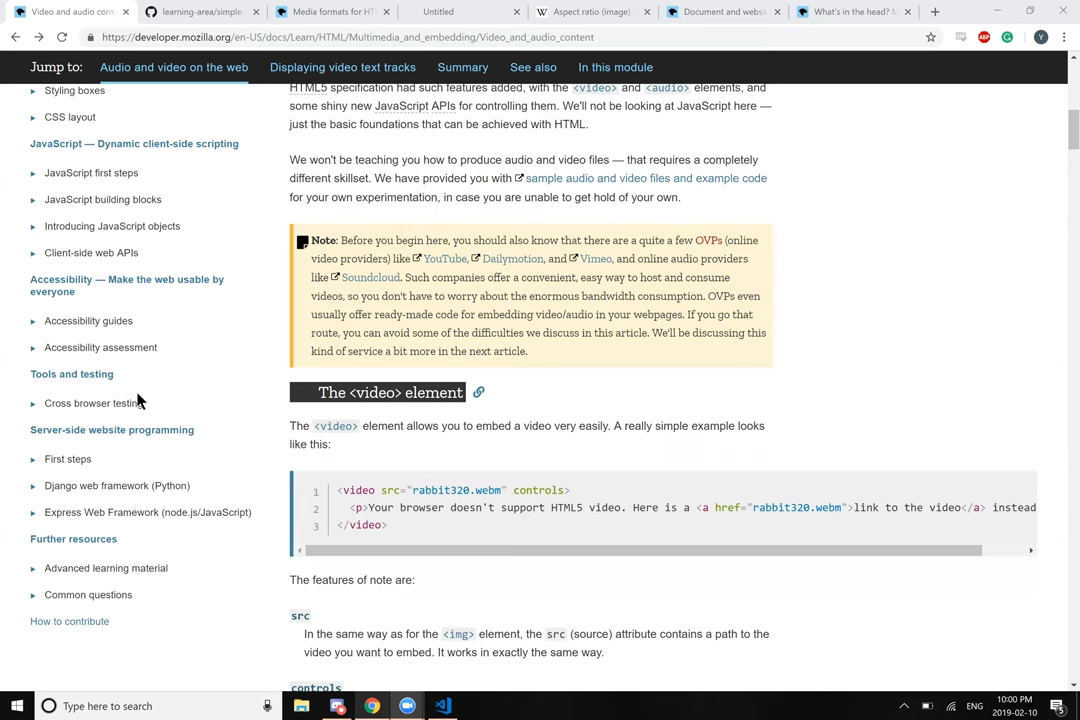 Video and audio cont
learning-area/simple-
Media formats for HT
Untitled
Aspect ratio (image) -
Document and websi
What's in the head? M
https://developer.mozilla.org/en-US/docs/Learn/HTML/Multimedia_and_embedding/Video_and_audio_content
Jump to: Audio and video on the web Displaying video text tracks Summary See also In this module
Styling boxes
CSS layout
JavaScript — Dynamic client-side scripting
JavaScript first steps
JavaScript building blocks
Introducing JavaScript objects
Client-side web APIs
Accessibility — Make the web usable by
everyone
Accessibility guides
Accessibility assessment
Tools and testing
Cross browser testing
Server-side website programming
First steps
Django web framework (Python)
Express Web Framework (node.js/JavaScript)
Further resources
Advanced learning material
Common questions
How to contribute
HTML5 specification had such features added, with the <video> and <audio> elements, and
some shiny new JavaScript APIs for controlling them. We'll not be looking at JavaScript here —
just the basic foundations that can be achieved with HTML.
We won't be teaching you how to produce audio and video files — that requires a completely
different skillset. We have provided you with sample audio and video files and example code
for your own experimentation, in case you are unable to get hold of your own.
Note: Before you begin here, you should also know that there are a quite a few OVPs (online
video providers) like YouTube, Dailymotion, and Vimeo, and online audio providers
like Soundcloud. Such companies offer a convenient, easy way to host and consume
videos, so you don't have to worry about the enormous bandwidth consumption. OVPs even
usually offer ready-made code for embedding video/audio in your webpages. If you go that
route, you can avoid some of the difficulties we discuss in this article. We'll be discussing this
kind of service a bit more in the next article.
The <video> element
The <video> element allows you to embed a video very easily. A really simple example looks
like this:
1 <video src="rabbit320.webm" controls>
2 <p>Your browser doesn't support HTML5 video. Here is a <a href="rabbit320.webm">link to the video</a> instead
3 </video>
The features of note are:
src
In the same way as for the <img> element, the src (source) attribute contains a path to the
video you want to embed. It works in exactly the same way.
controls
Type here to search
ENG
10:00 PM
2019-02-10
5
ABP
Y